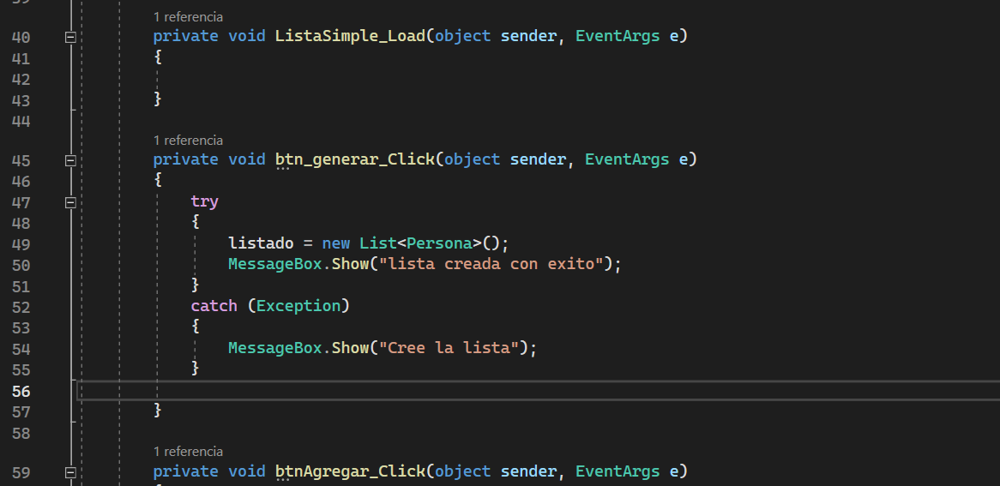 39
1 referencia
40 private void ListaSimple_Load(object sender, EventArgs e)
41 {
42
43 }
44
1 referencia
45 private void btn_generar_Click(object sender, EventArgs e)
46 {
47 try
48 {
49 listado = new List<Persona>();
50 MessageBox.Show("lista creada con exito");
51 }
52 catch (Exception)
53 {
54 MessageBox.Show("Cree la lista");
55 }
56
57 }
58
1 referencia
59 private void btnAgregar_Click(object sender, EventArgs e)
{